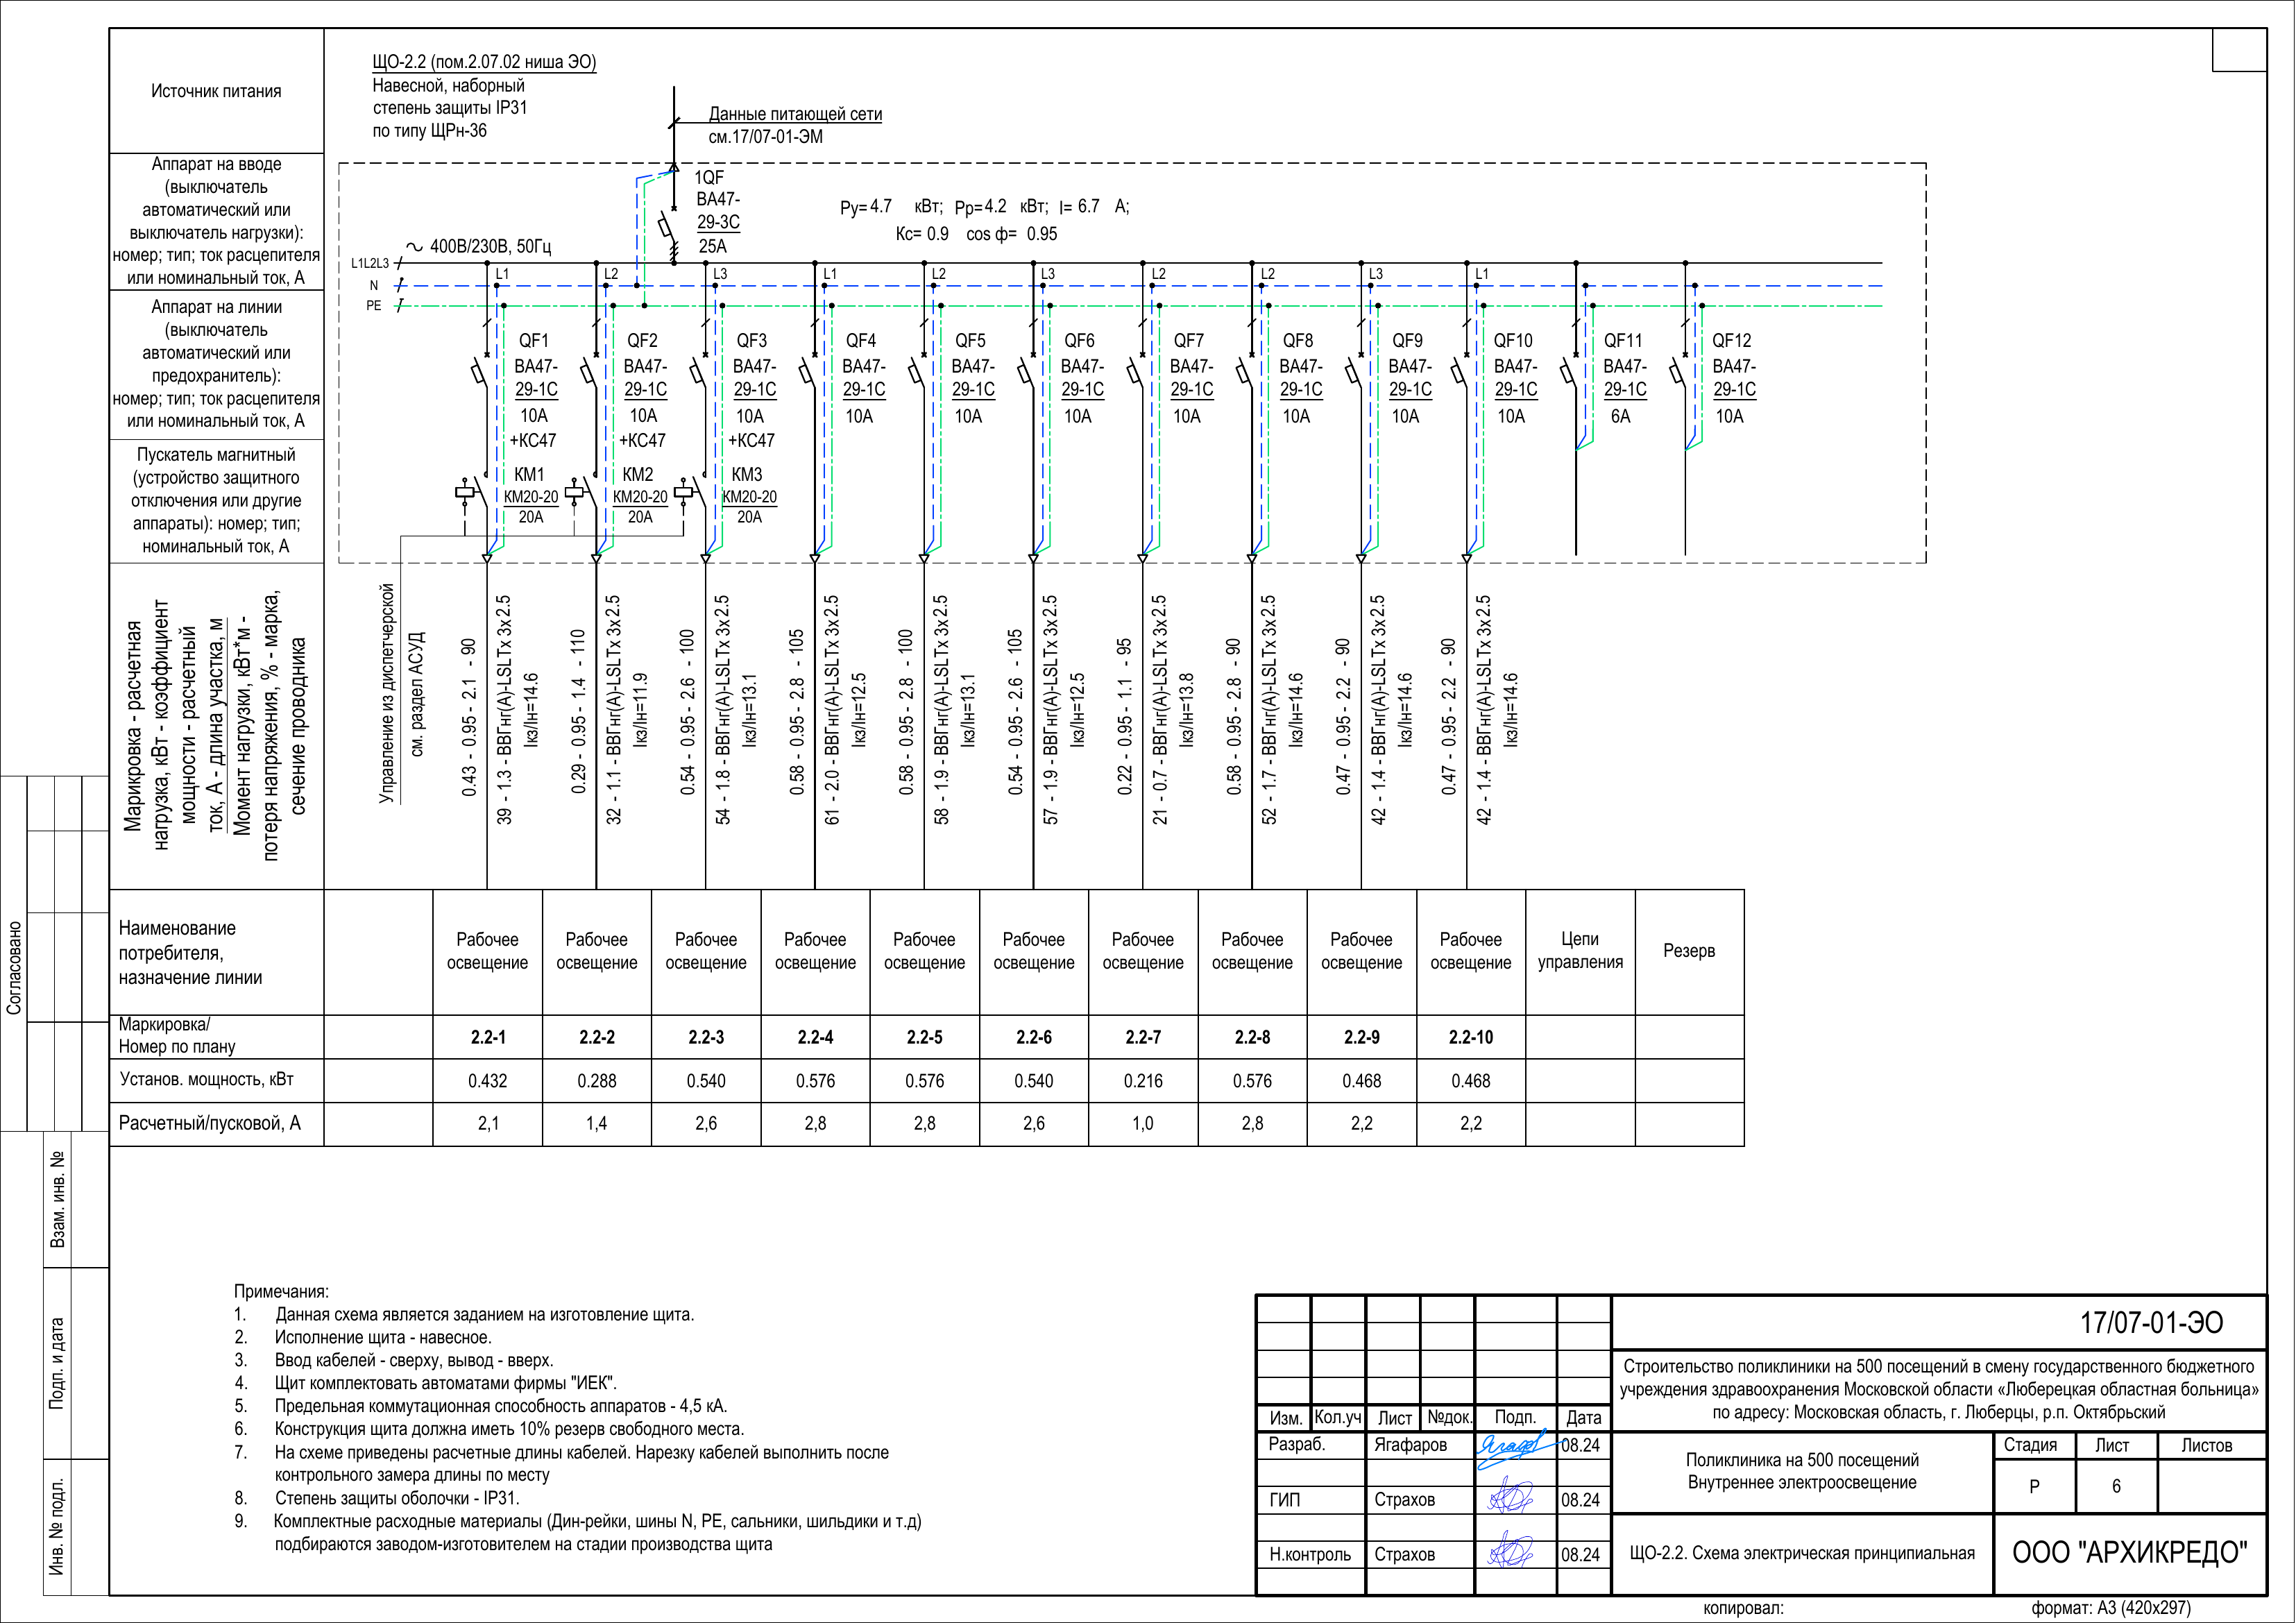 Источник питания
ЩО-2.2 (пом.2.07.02 ниша ЭО)
Навесной, наборный
степень защиты IP31
по типу ЩРн-36
Данные питающей сети
см.17/07-01-ЭМ
Аппарат на вводе
(выключатель
автоматический или
выключатель нагрузки):
номер; тип; ток расцепителя
или номинальный ток, А
1QF
ВА47-
29-3С
25А
Ру= 4.7 кВт; Рр=4.2 кВт; I= 6.7 А;
Кс= 0.9 cos ф= 0.95
400В/230В, 50Гц
L1L2L3
N
PE
L1 L2 L3 L1 L2 L3 L2 L2 L3 L1
Аппарат на линии
(выключатель
автоматический или
предохранитель):
номер; тип; ток расцепителя
или номинальный ток, А
QF1 QF2 QF3 QF4 QF5 QF6 QF7 QF8 QF9 QF10 QF11 QF12
ВА47- ВА47- ВА47- ВА47- ВА47- ВА47- ВА47- ВА47- ВА47- ВА47- ВА47- ВА47-
29-1С 29-1С 29-1С 29-1С 29-1С 29-1С 29-1С 29-1С 29-1С 29-1С 29-1С 29-1С
10А 10А 10А 10А 10А 10А 10А 10А 10А 10А 6А 10А
+КС47 +КС47 +КС47
Пускатель магнитный
(устройство защитного
отключения или другие
аппараты): номер; тип;
номинальный ток, А
КМ1 КМ2 КМ3
КМ20-20 КМ20-20 КМ20-20
20А 20А 20А
Марикровка - расчетная
нагрузка, кВт - коэффициент
мощности - расчетный
ток, А - длина участка, м
Момент нагрузки, кВт*м -
потеря напряжения, % - марка,
сечение проводника
Управление из диспетчерской
см. раздел АСУД
0.43 - 0.95 - 2.1 - 90
39 - 1.3 - ВВГнг(А)-LSLTx 3x2.5
Iкз/Iн=14.6
0.29 - 0.95 - 1.4 - 110
32 - 1.1 - ВВГнг(А)-LSLTx 3x2.5
Iкз/Iн=11.9
0.54 - 0.95 - 2.6 - 100
54 - 1.8 - ВВГнг(А)-LSLTx 3x2.5
Iкз/Iн=13.1
0.58 - 0.95 - 2.8 - 105
61 - 2.0 - ВВГнг(А)-LSLTx 3x2.5
Iкз/Iн=12.5
0.58 - 0.95 - 2.8 - 100
58 - 1.9 - ВВГнг(А)-LSLTx 3x2.5
Iкз/Iн=13.1
0.54 - 0.95 - 2.6 - 105
57 - 1.9 - ВВГнг(А)-LSLTx 3x2.5
Iкз/Iн=12.5
0.22 - 0.95 - 1.1 - 95
21 - 0.7 - ВВГнг(А)-LSLTx 3x2.5
Iкз/Iн=13.8
0.58 - 0.95 - 2.8 - 90
52 - 1.7 - ВВГнг(А)-LSLTx 3x2.5
Iкз/Iн=14.6
0.47 - 0.95 - 2.2 - 90
42 - 1.4 - ВВГнг(А)-LSLTx 3x2.5
Iкз/Iн=14.6
0.47 - 0.95 - 2.2 - 90
42 - 1.4 - ВВГнг(А)-LSLTx 3x2.5
Iкз/Iн=14.6
Наименование
потребителя,
назначение линии
Рабочее Рабочее Рабочее Рабочее Рабочее Рабочее Рабочее Рабочее Рабочее Рабочее Цепи Резерв
освещение освещение освещение освещение освещение освещение освещение освещение освещение освещение управления
Маркировка/
Номер по плану
2.2-1 2.2-2 2.2-3 2.2-4 2.2-5 2.2-6 2.2-7 2.2-8 2.2-9 2.2-10
Установ. мощность, кВт 0.432 0.288 0.540 0.576 0.576 0.540 0.216 0.576 0.468 0.468
Расчетный/пусковой, А 2,1 1,4 2,6 2,8 2,8 2,6 1,0 2,8 2,2 2,2
Согласовано
Взам. инв. №
Подп. и дата
Инв. № подл.
Примечания:
1. Данная схема является заданием на изготовление щита.
2. Исполнение щита - навесное.
3. Ввод кабелей - сверху, вывод - вверх.
4. Щит комплектовать автоматами фирмы "ИЕК".
5. Предельная коммутационная способность аппаратов - 4,5 кА.
6. Конструкция щита должна иметь 10% резерв свободного места.
7. На схеме приведены расчетные длины кабелей. Нарезку кабелей выполнить после
контрольного замера длины по месту
8. Степень защиты оболочки - IP31.
9. Комплектные расходные материалы (Дин-рейки, шины N, PE, сальники, шильдики и т.д)
подбираются заводом-изготовителем на стадии производства щита
17/07-01-ЭО
Строительство поликлиники на 500 посещений в смену государственного бюджетного
учреждения здравоохранения Московской области «Люберецкая областная больница»
по адресу: Московская область, г. Люберцы, р.п. Октябрьский
Изм. Кол.уч Лист №док. Подп. Дата
Разраб. Ягафаров 08.24
ГИП Страхов 08.24
Н.контроль Страхов 08.24
Поликлиника на 500 посещений
Внутреннее электроосвещение
Стадия Лист Листов
Р 6
ЩО-2.2. Схема электрическая принципиальная
ООО "АРХИКРЕДО"
копировал:
формат: А3 (420x297)